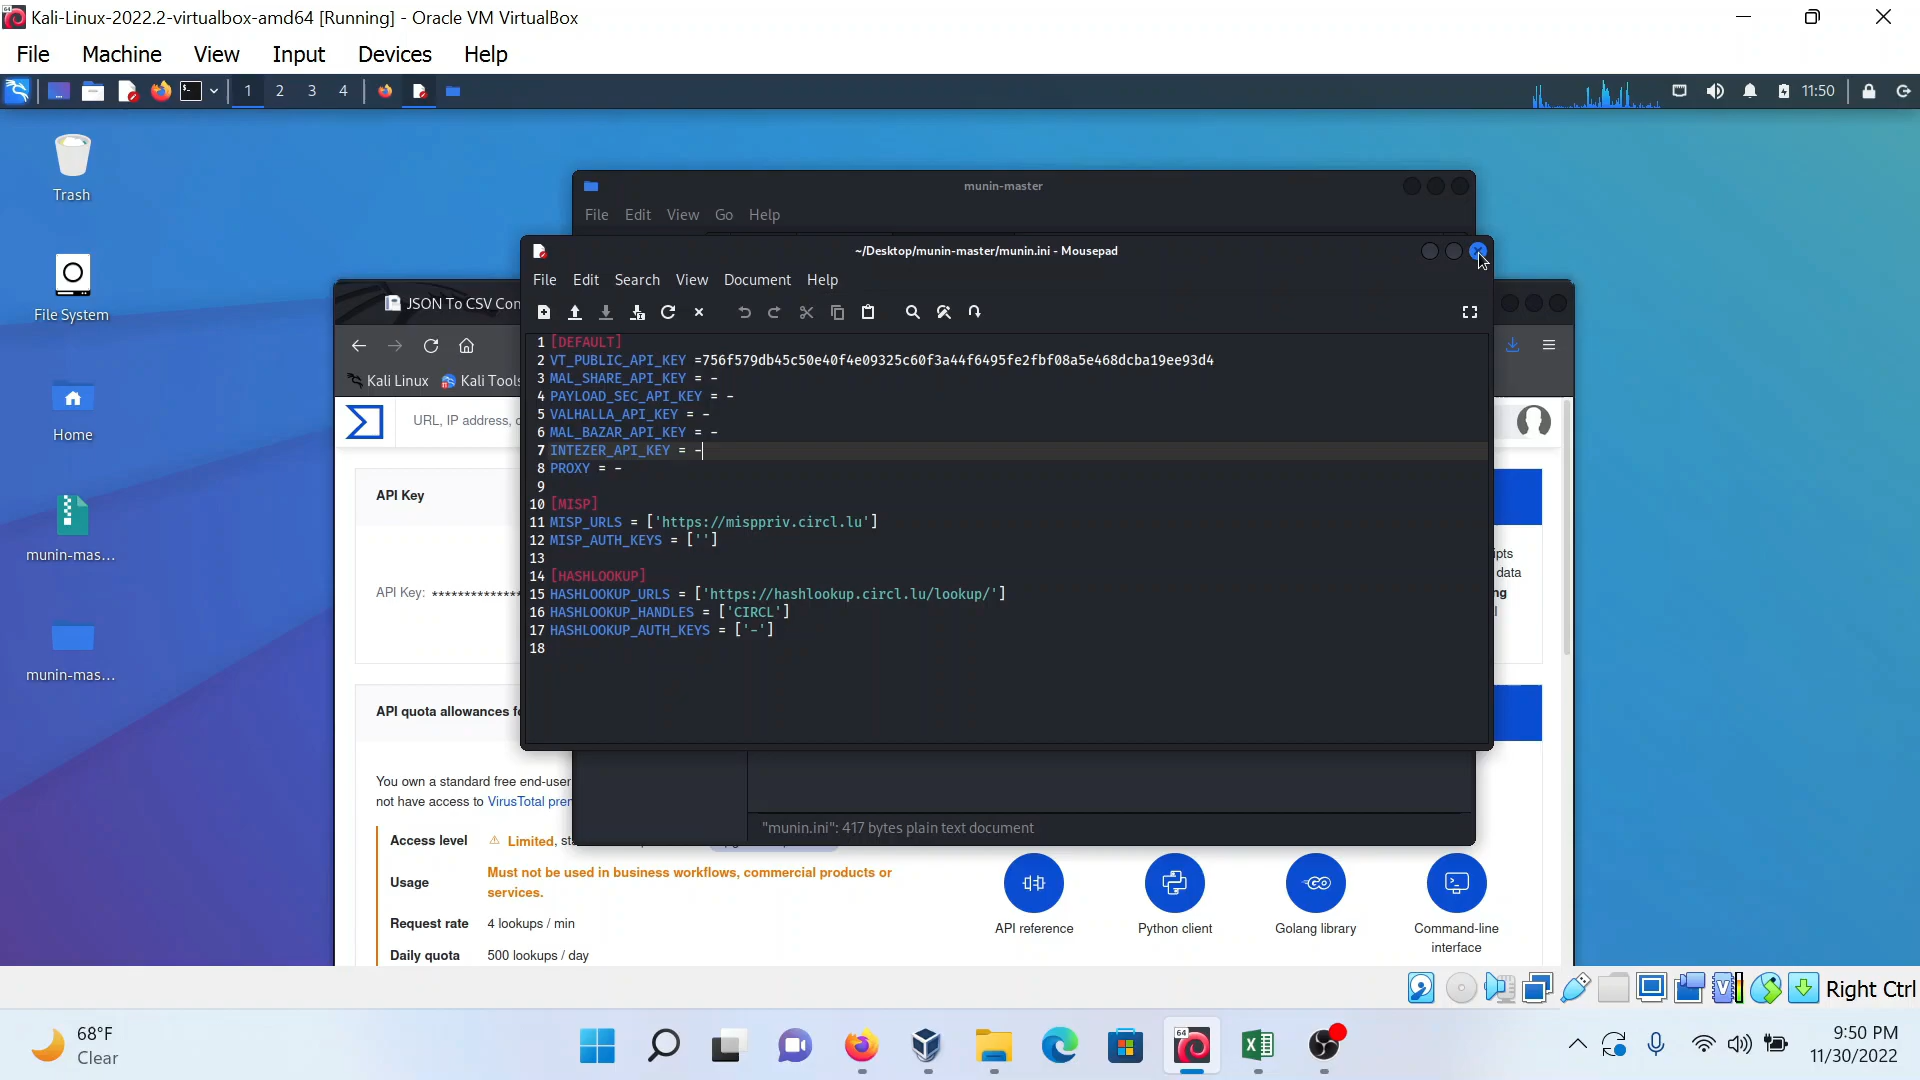 Kali-Linux-2022.2-virtualbox-amd64 [Running] - Oracle VM VirtualBox
File Machine View Input Devices Help
1 2 3 4
11:50
Trash
File System
Home
munin-mas...
munin-mas...
munin-master
File Edit View Go Help
~/Desktop/munin-master/munin.ini - Mousepad
File Edit Search View Document Help
1 [DEFAULT]
2 VT_PUBLIC_API_KEY =756f579db45c50e40f4e09325c60f3a44f6495fe2fbf08a5e468dcba19ee93d4
3 MAL_SHARE_API_KEY = -
4 PAYLOAD_SEC_API_KEY = -
5 VALHALLA_API_KEY = -
6 MAL_BAZAR_API_KEY = -
7 INTEZER_API_KEY = -
8 PROXY = -
9
10 [MISP]
11 MISP_URLS = ['https://misppriv.circl.lu']
12 MISP_AUTH_KEYS = ['']
13
14 [HASHLOOKUP]
15 HASHLOOKUP_URLS = ['https://hashlookup.circl.lu/lookup/']
16 HASHLOOKUP_HANDLES = ['CIRCL']
17 HASHLOOKUP_AUTH_KEYS = ['-']
18
"munin.ini": 417 bytes plain text document
JSON To CSV Con
Kali Linux Kali Tools
URL, IP address,
API Key
API Key: **************
data
API quota allowances
You own a standard free end-user
not have access to VirusTotal
Access level Limited,
Usage Must not be used in business workflows, commercial products or
services.
Request rate 4 lookups / min
Daily quota 500 lookups / day
API reference
Python client
Golang library
Command-line
interface
Right Ctrl
64
68°F
Clear
9:50 PM
11/30/2022